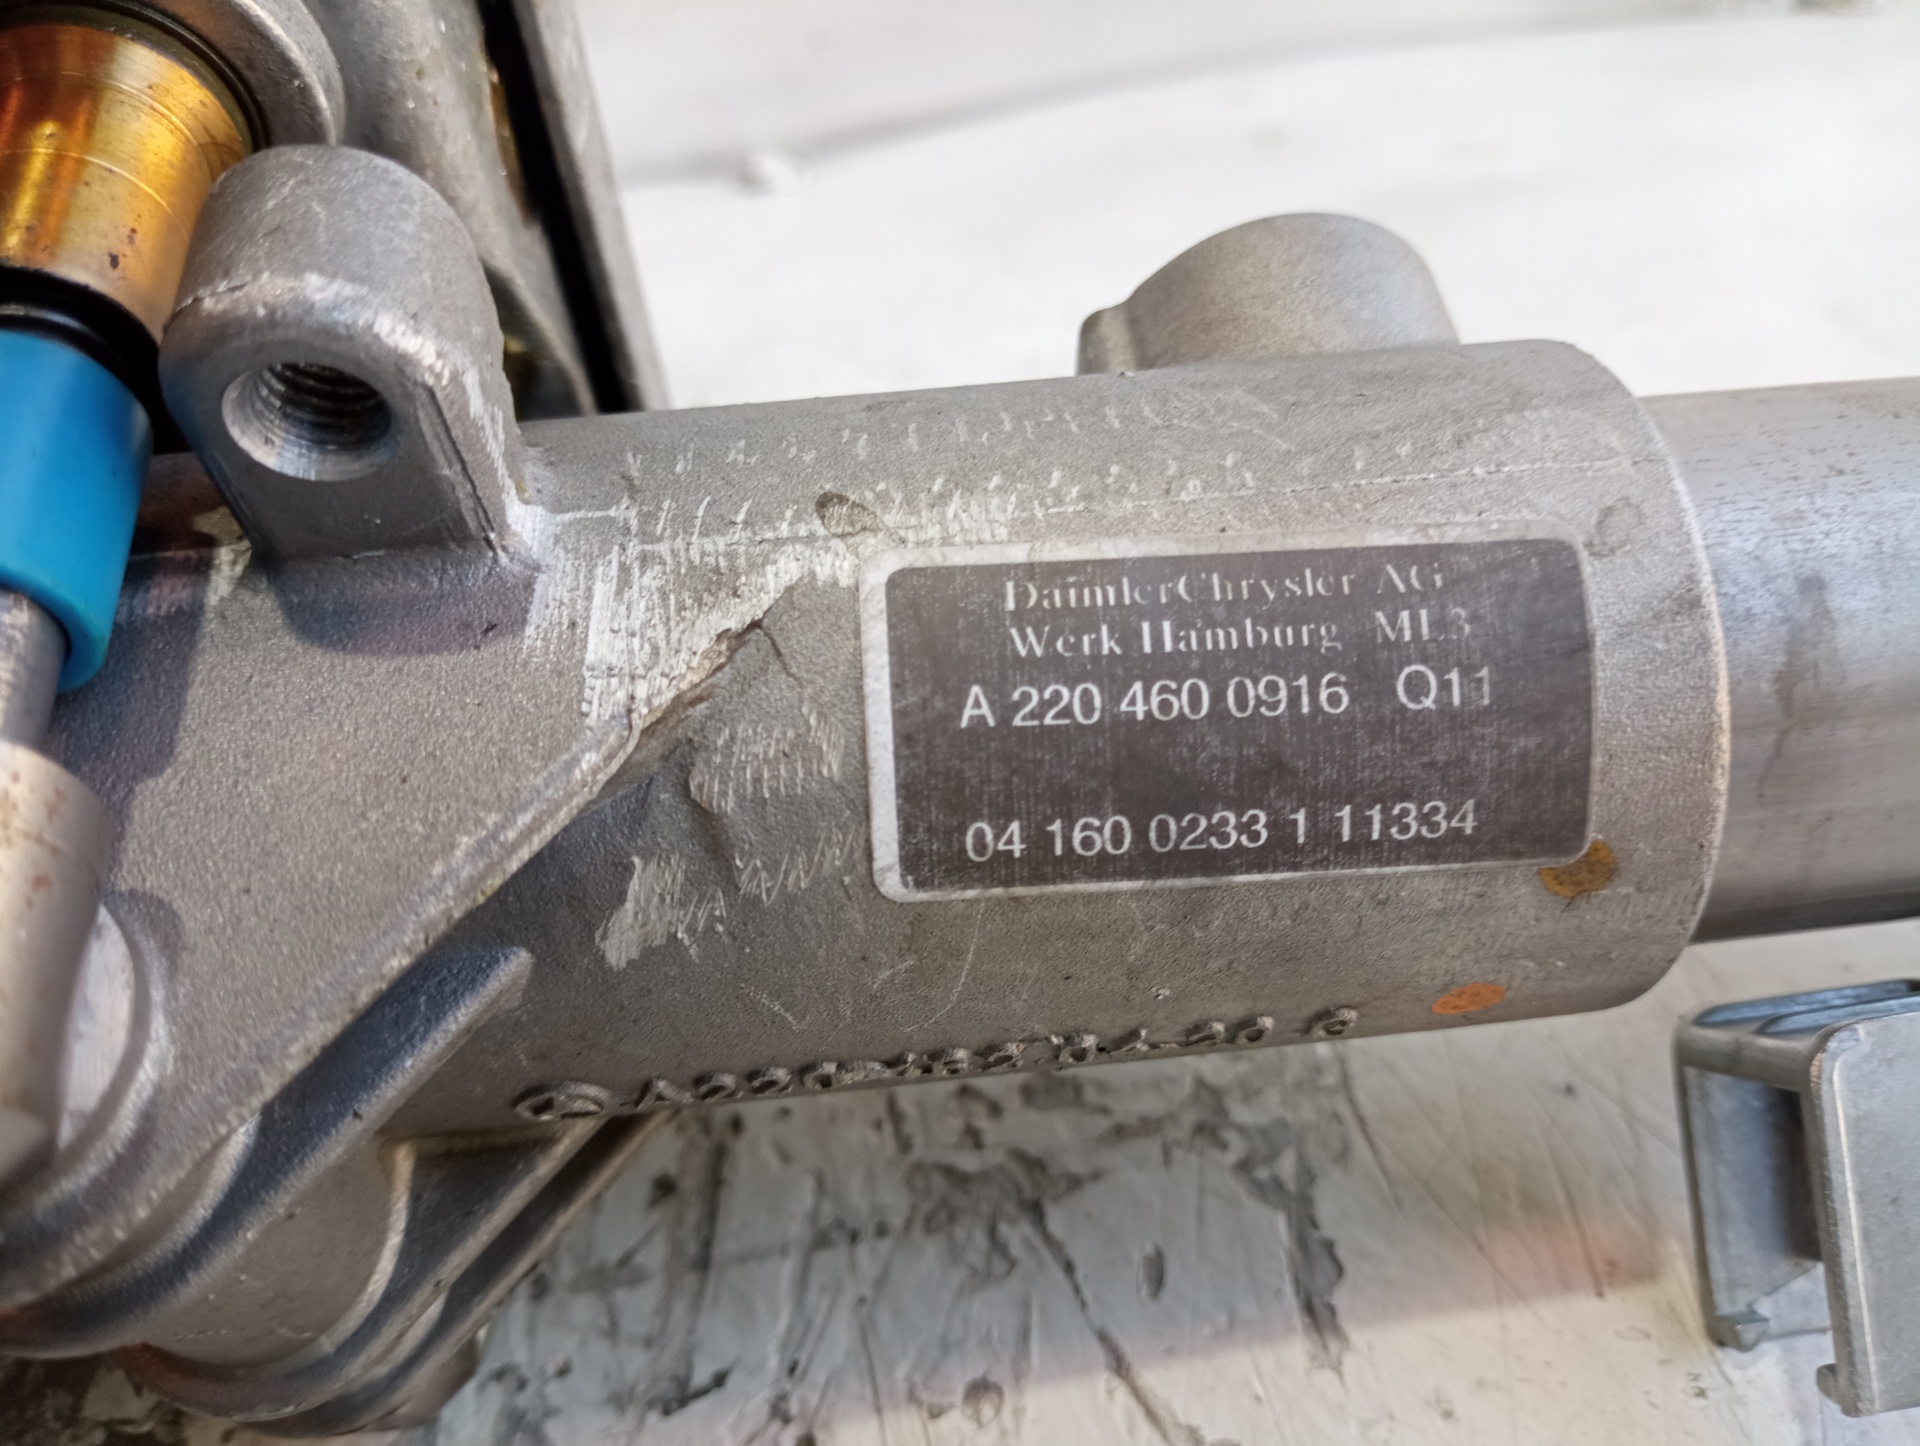 DaimlerChrysler AG
Werk Hamburg ML3
A 220 460 0916 Q11
04 160 0233 1 11334